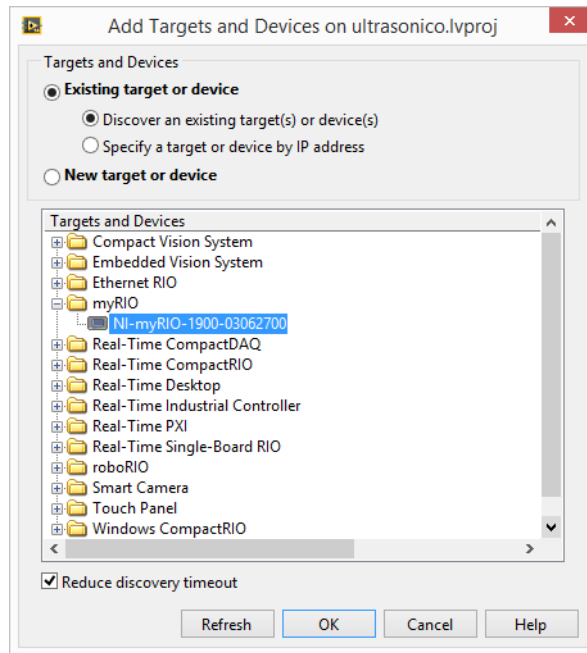 Add Targets and Devices on ultrasonico.lvproj
Targets and Devices
Existing target or device
Discover an existing target(s) or device(s)
Specify a target or device by IP address
New target or device
Targets and Devices
Compact Vision System
Embedded Vision System
Ethernet RIO
myRIO
NI-myRIO-1900-03062700
Real-Time CompactDAQ
Real-Time CompactRIO
Real-Time Desktop
Real-Time Industrial Controller
Real-Time PXI
Real-Time Single-Board RIO
roboRIO
Smart Camera
Touch Panel
Windows CompactRIO
Reduce discovery timeout
Refresh OK Cancel Help